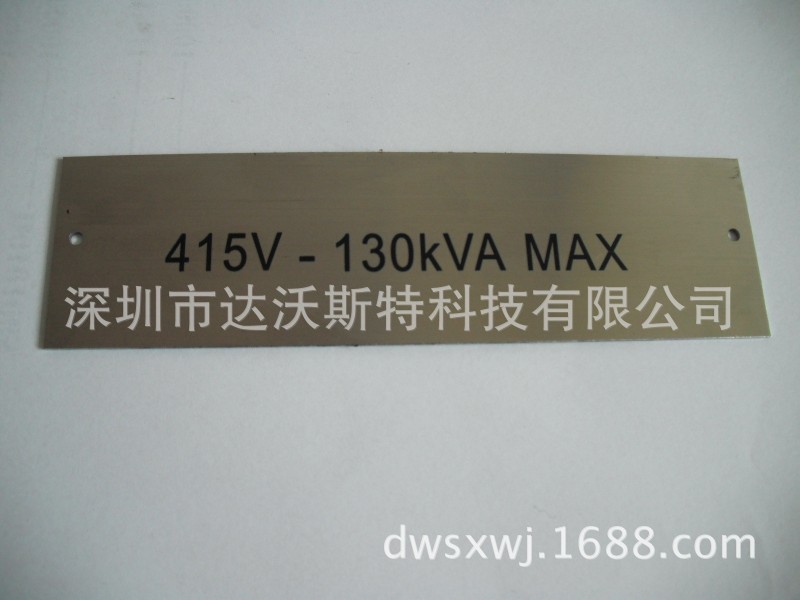 415V - 130kVA MAX
深圳市达沃斯特科技有限公司
dwsxwj.1688.com